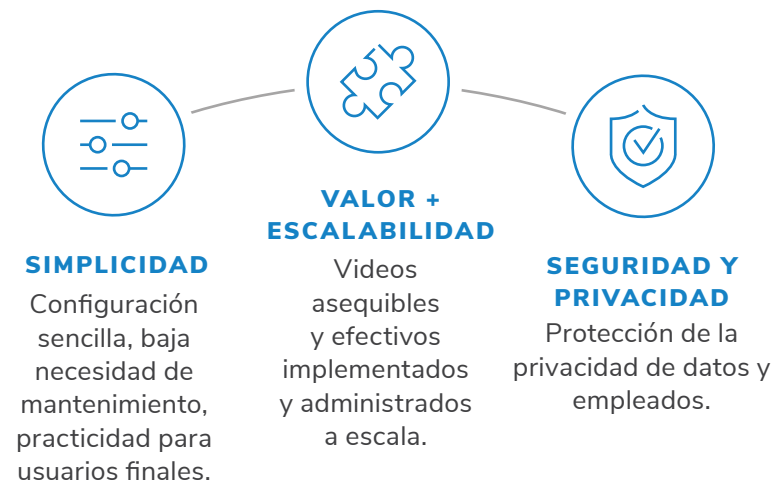 SIMPLICIDAD
Configuración
sencilla, baja
necesidad de
mantenimiento,
practicidad para
usuarios finales.
VALOR +
ESCALABILIDAD
Videos
asequibles
y efectivos
implementados
y administrados
a escala.
SEGURIDAD Y
PRIVACIDAD
Protección de la
privacidad de datos y
empleados.